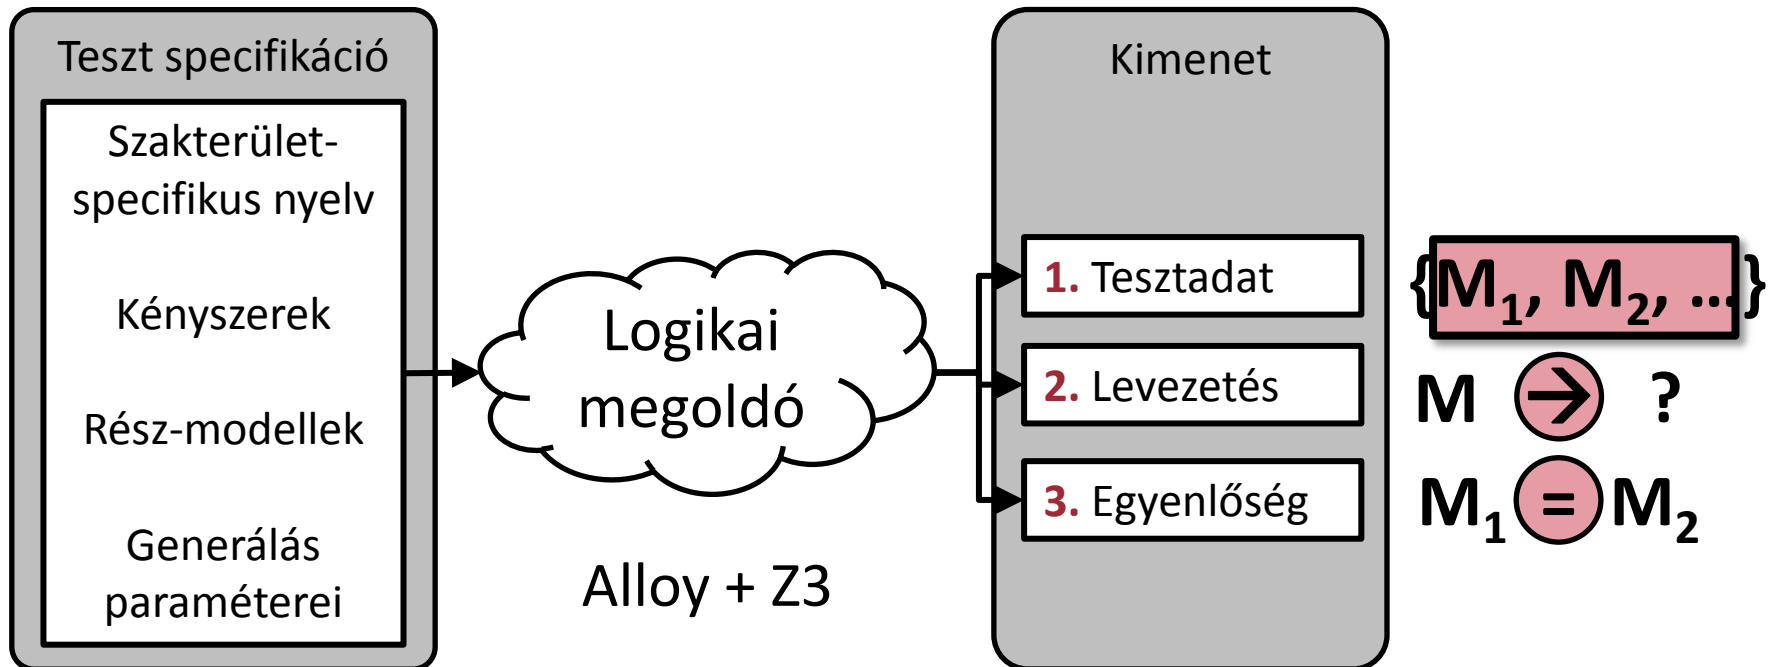 Teszt specifikáció
Szakterület-
specifikus nyelv
Kényszerek
Rész-modellek
Generálás
paraméterei
Logikai
megoldó
Alloy + Z3
Kimenet
1. Tesztadat
2. Levezetés
3. Egyenlőség
{M₁, M₂, ...}
M → ?
M₁ = M₂